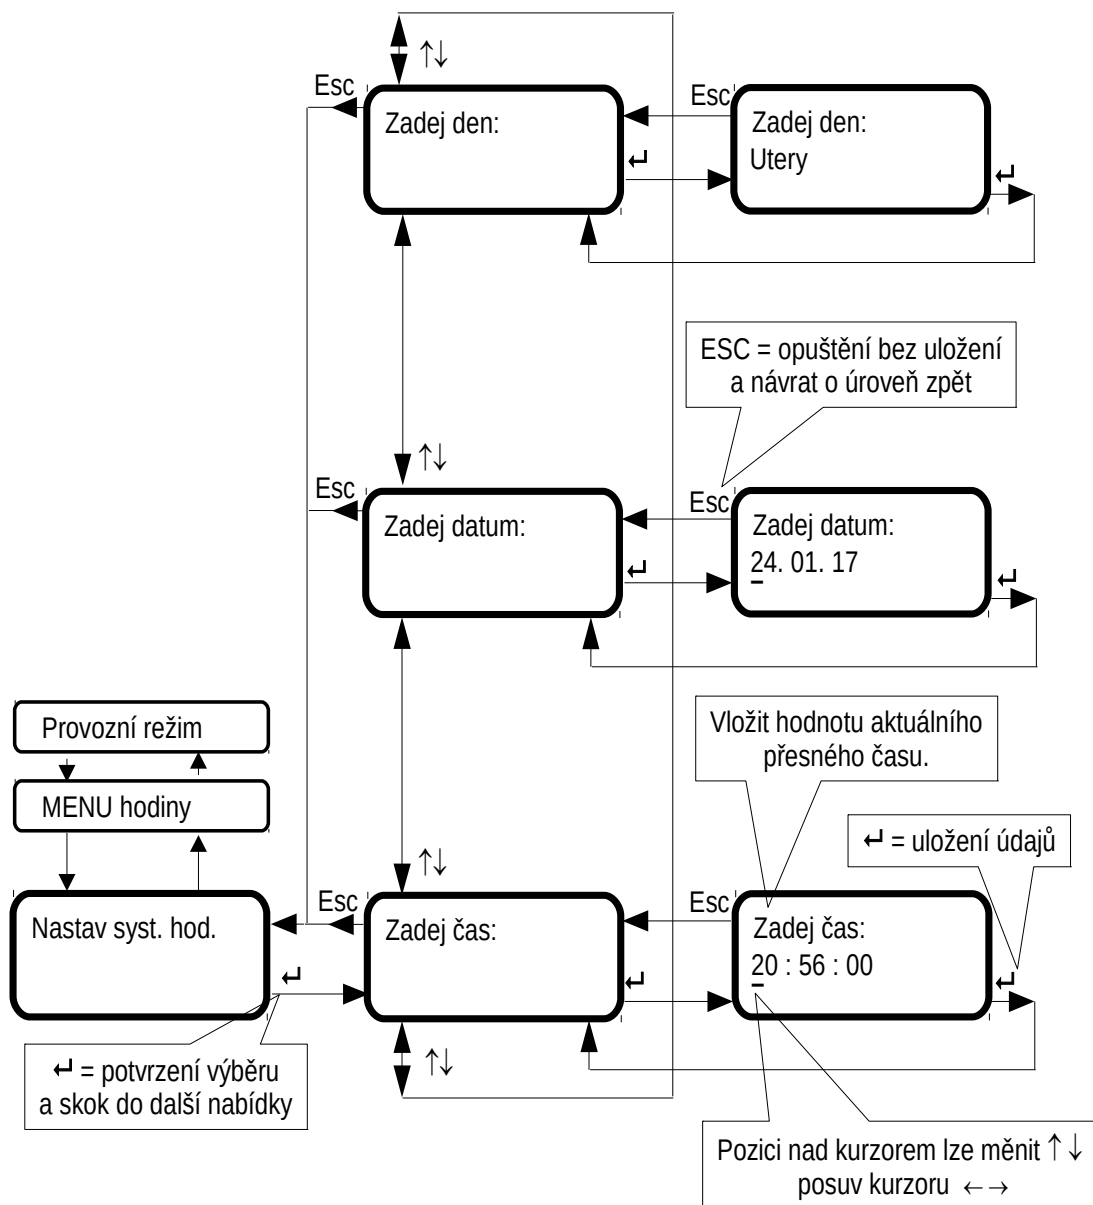 ↑↓
Esc
Zadej den:
↵
Esc
Zadej den:
Utery
↵
ESC = opuštění bez uložení
a návrat o úroveň zpět
↑↓
Esc
Zadej datum:
↵
Esc
Zadej datum:
24. 01. 17
↵
Provozní režim
MENU hodiny
Vložit hodnotu aktuálního
přesného času.
↵ = uložení údajů
↑↓
Nastav syst. hod.
↵
Esc
Zadej čas:
↵
Esc
Zadej čas:
20 : 56 : 00
↵
↵ = potvrzení výběru
a skok do další nabídky
↑↓
Pozici nad kurzorem lze měnit ↑↓
posuv kurzoru ←→